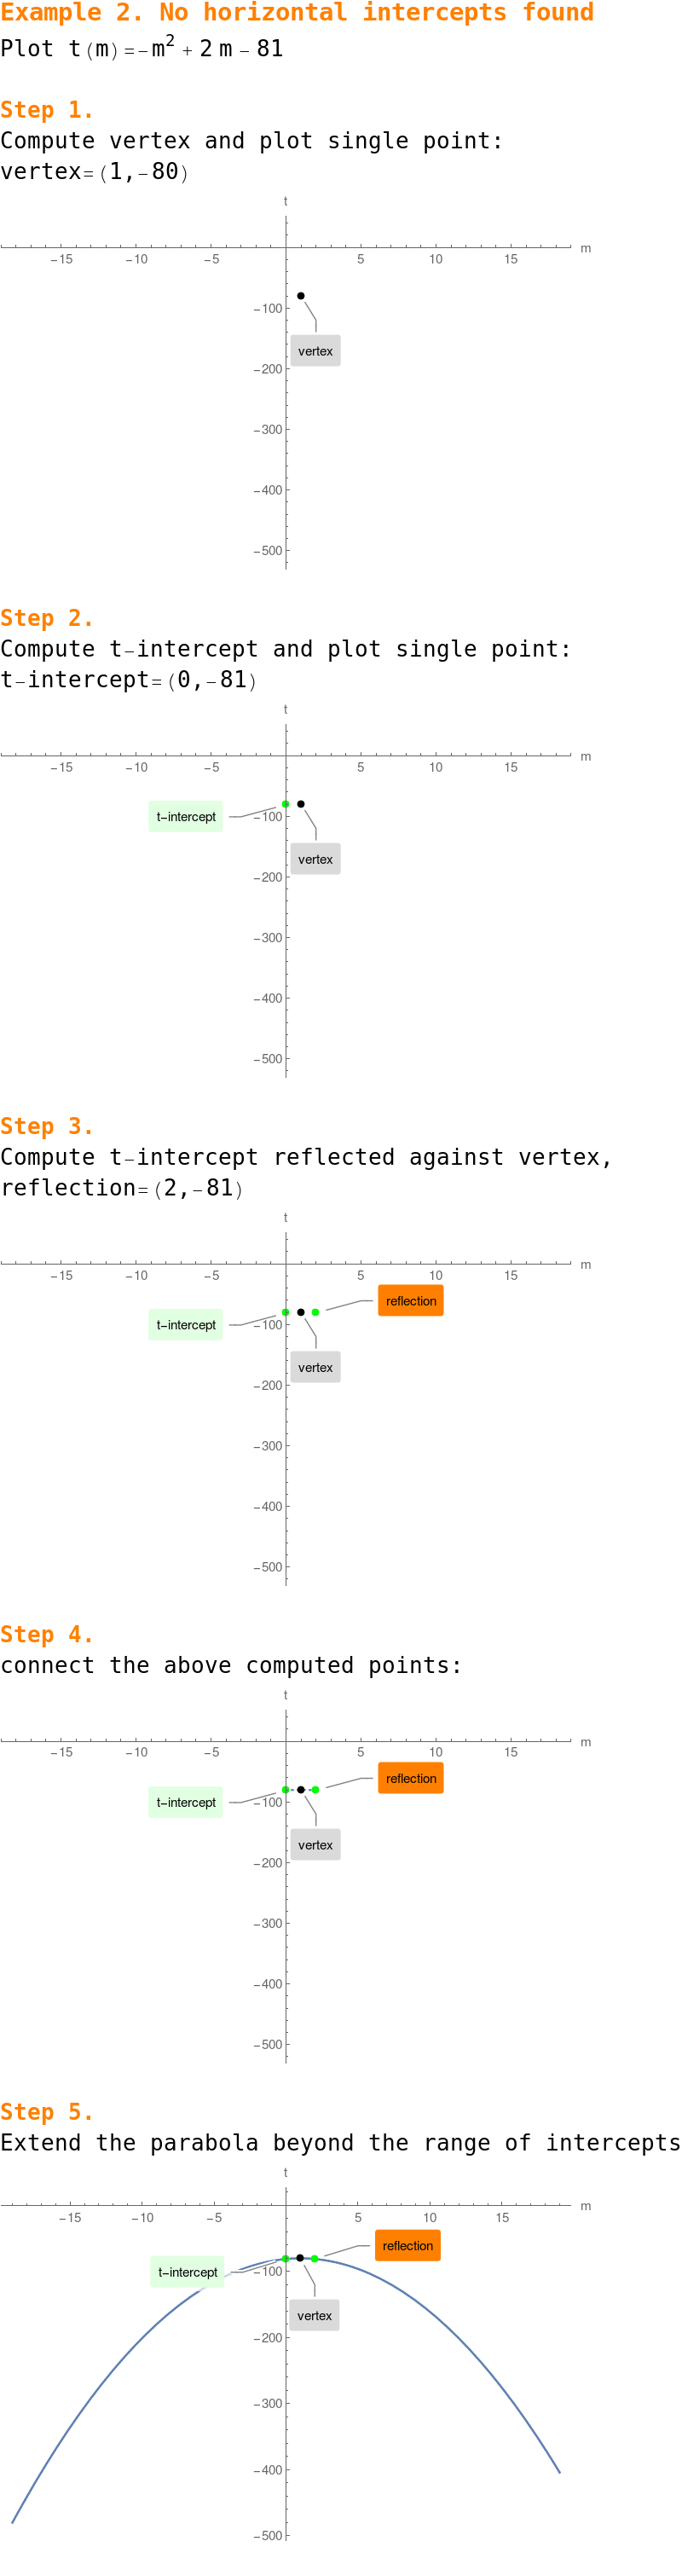 Example 2. No horizontal intercepts found
Plot t(m)=-m² + 2 m - 81
Step 1.
Compute vertex and plot single point:
vertex=(1,-80)
t
m
-15 -10 -5 5 10 15
-100
vertex
-200
-300
-400
-500
Step 2.
Compute t-intercept and plot single point:
t-intercept=(0,-81)
t
m
-15 -10 -5 5 10 15
t-intercept -100
vertex
-200
-300
-400
-500
Step 3.
Compute t-intercept reflected against vertex,
reflection=(2,-81)
t
m
-15 -10 -5 5 10 15
reflection
t-intercept -100
vertex
-200
-300
-400
-500
Step 4.
connect the above computed points:
t
m
-15 -10 -5 5 10 15
reflection
t-intercept -100
vertex
-200
-300
-400
-500
Step 5.
Extend the parabola beyond the range of intercepts
t
m
-15 -10 -5 5 10 15
reflection
t-intercept -100
vertex
-200
-300
-400
-500